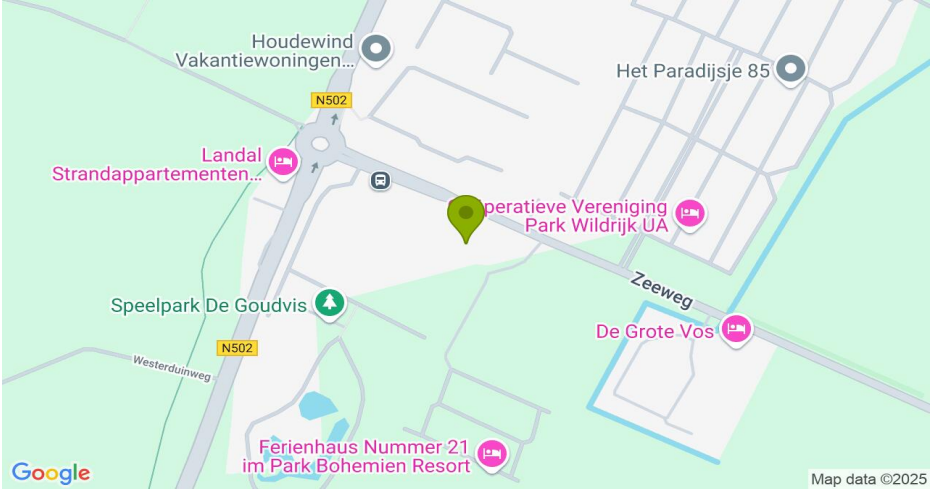 Houdewind
Vakantiewoningen...
Het Paradijsje 85
N502
Landal
Strandappartementen...
peratieve Vereniging
Park Wildrijk UA
Zeeweg
Speelpark De Goudvis
De Grote Vos
N502
Westerduinweg
Ferienhaus Nummer 21
im Park Bohemien Resort
Google
Map data ©2025